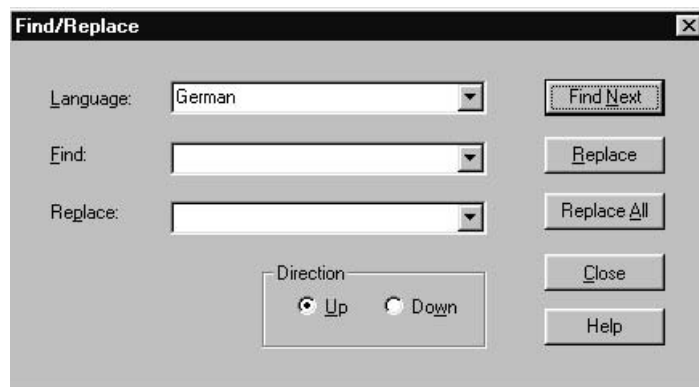 Find/Replace
Language:
German
Find Next
Find:
Replace
Replace:
Replace All
Direction
Up
Down
Close
Help